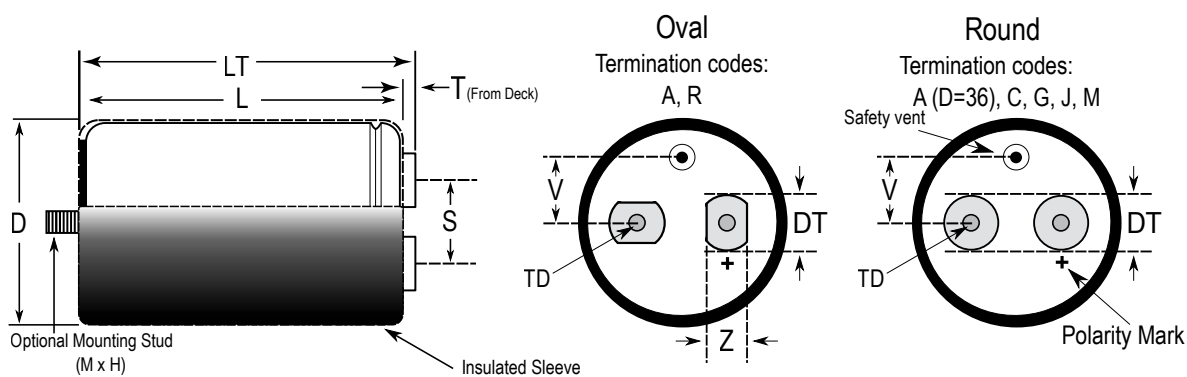 LT
L
T (From Deck)
D
S
Optional Mounting Stud
(M x H)
Insulated Sleeve
Oval
Termination codes:
A, R
V
DT
TD
+
Z
Round
Termination codes:
A (D=36), C, G, J, M
Safety vent
V
DT
TD
+
Polarity Mark